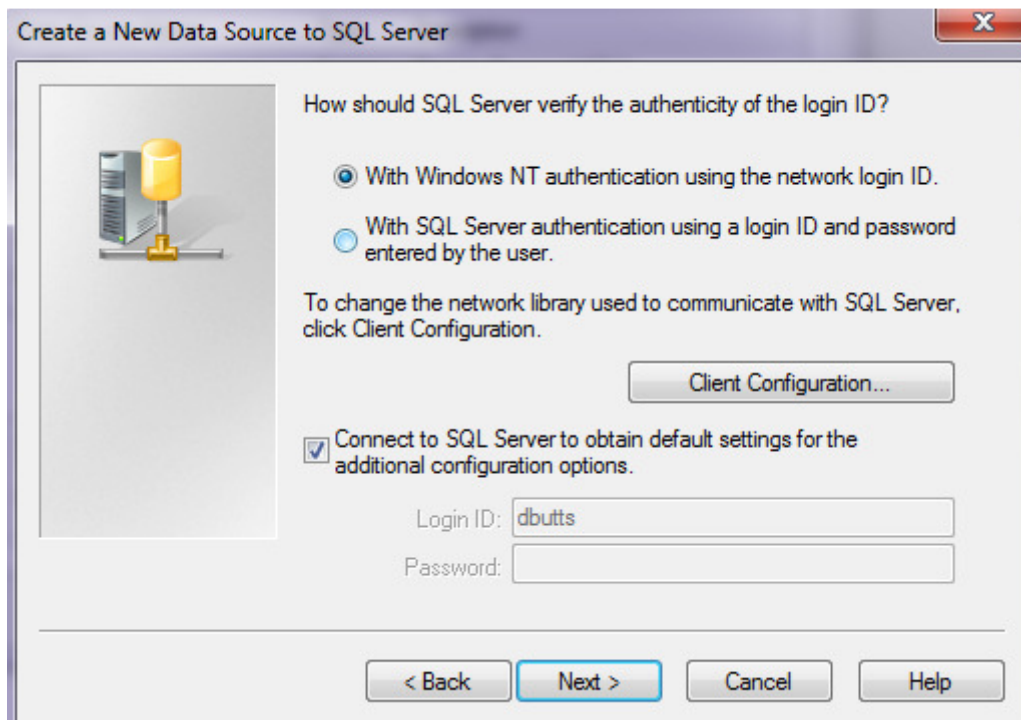 Create a New Data Source to SQL Server
How should SQL Server verify the authenticity of the login ID?
With Windows NT authentication using the network login ID.
With SQL Server authentication using a login ID and password
entered by the user.
To change the network library used to communicate with SQL Server,
click Client Configuration.
Client Configuration...
Connect to SQL Server to obtain default settings for the
additional configuration options.
Login ID: dbutts
Password:
< Back Next > Cancel Help